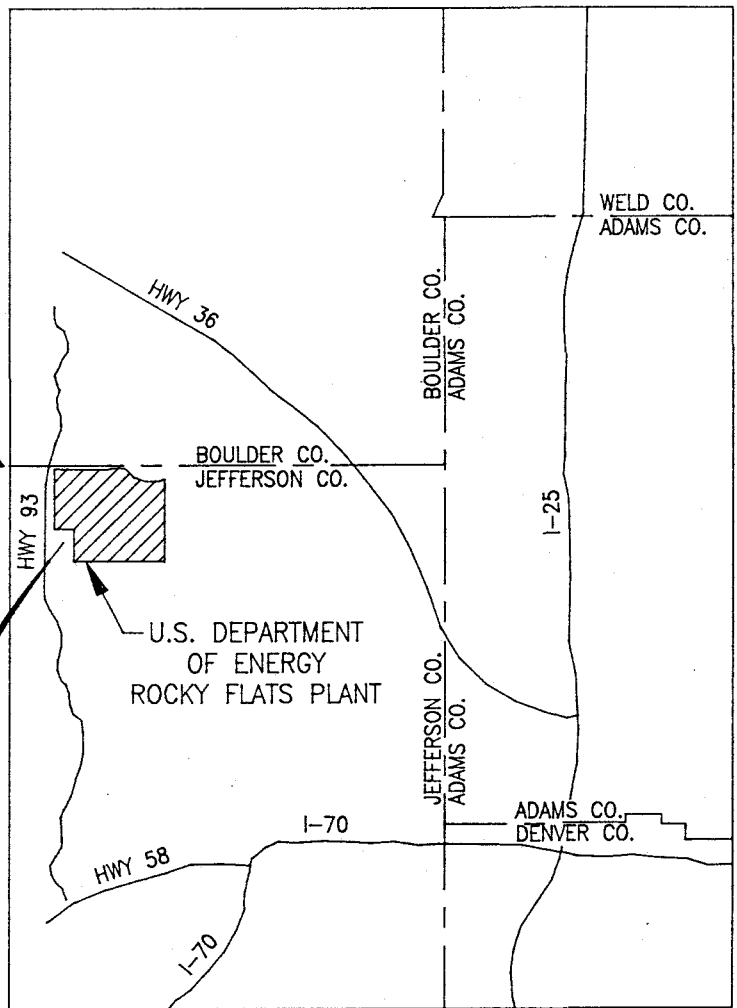 WELD CO.
ADAMS CO.
HWY 36
BOULDER CO.
ADAMS CO.
BOULDER CO.
JEFFERSON CO.
HWY 93
I-25
U.S. DEPARTMENT
OF ENERGY
ROCKY FLATS PLANT
JEFFERSON CO.
ADAMS CO.
ADAMS CO.
DENVER CO.
I-70
HWY 58
I-70